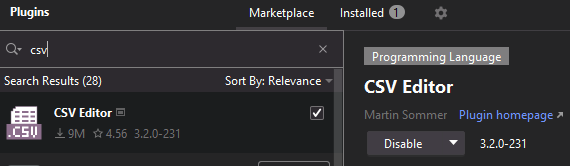 Plugins
Marketplace
Installed 1
csv
Search Results (28)
Sort By: Relevance
.CSV
CSV Editor
9M 4.56 3.2.0-231
Programming Language
CSV Editor
Martin Sommer Plugin homepage ↗
Disable 3.2.0-231